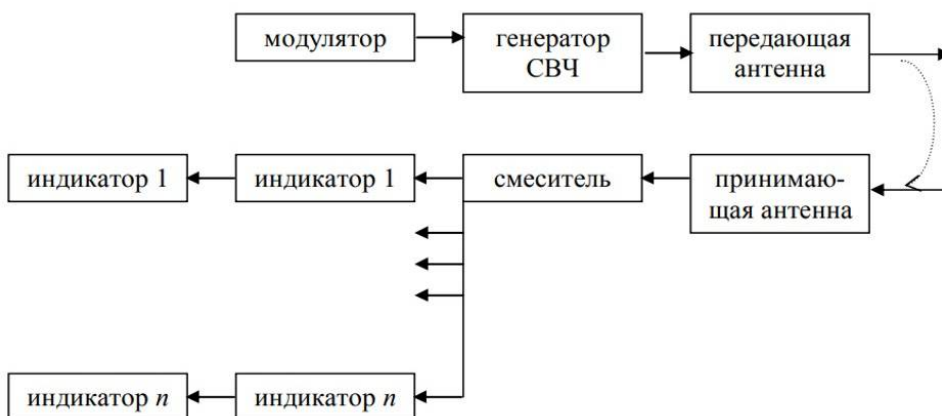 модулятор
генератор
СВЧ
передающая
антенна
индикатор 1
индикатор 1
смеситель
принимаю-
щая антенна
индикатор n
индикатор n